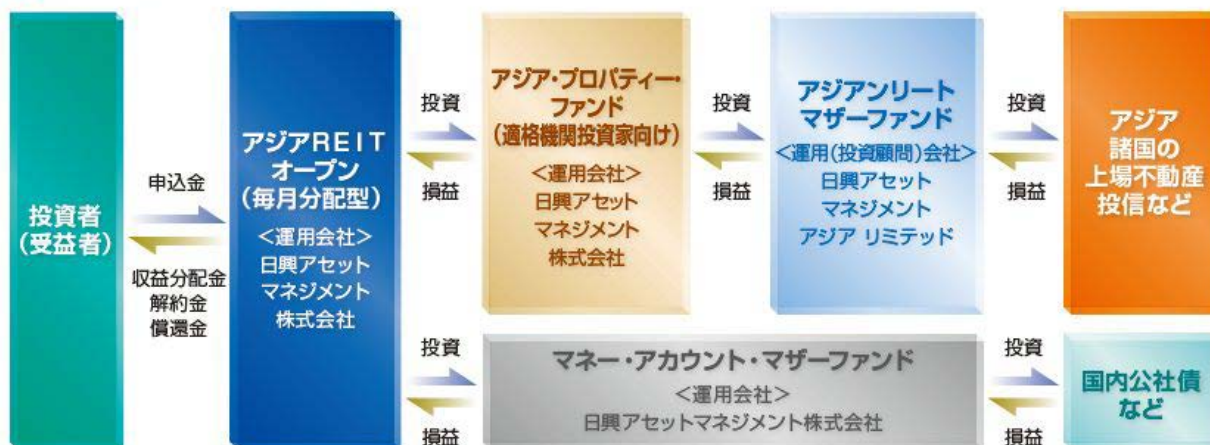 投資者
(受益者)
申込金
収益分配金
解約金
償還金
アジアREIT
オープン
(毎月分配型)
<運用会社>
日興アセット
マネジメント
株式会社
投資
損益
アジア・プロパティー・
ファンド
(適格機関投資家向け)
<運用会社>
日興アセット
マネジメント
株式会社
投資
損益
アジアンリート
マザーファンド
<運用(投資顧問)会社>
日興アセット
マネジメント
アジア リミテッド
投資
損益
アジア
諸国の
上場不動産
投信など
投資
損益
マネー・アカウント・マザーファンド
<運用会社>
日興アセットマネジメント株式会社
投資
損益
国内公社債
など